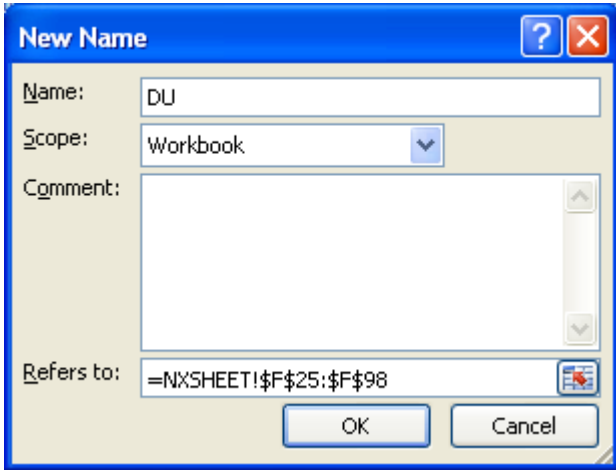 New Name
Name: DU
Scope: Workbook
Comment:
Refers to: =NXSHEET!$F$25:$F$98
OK Cancel